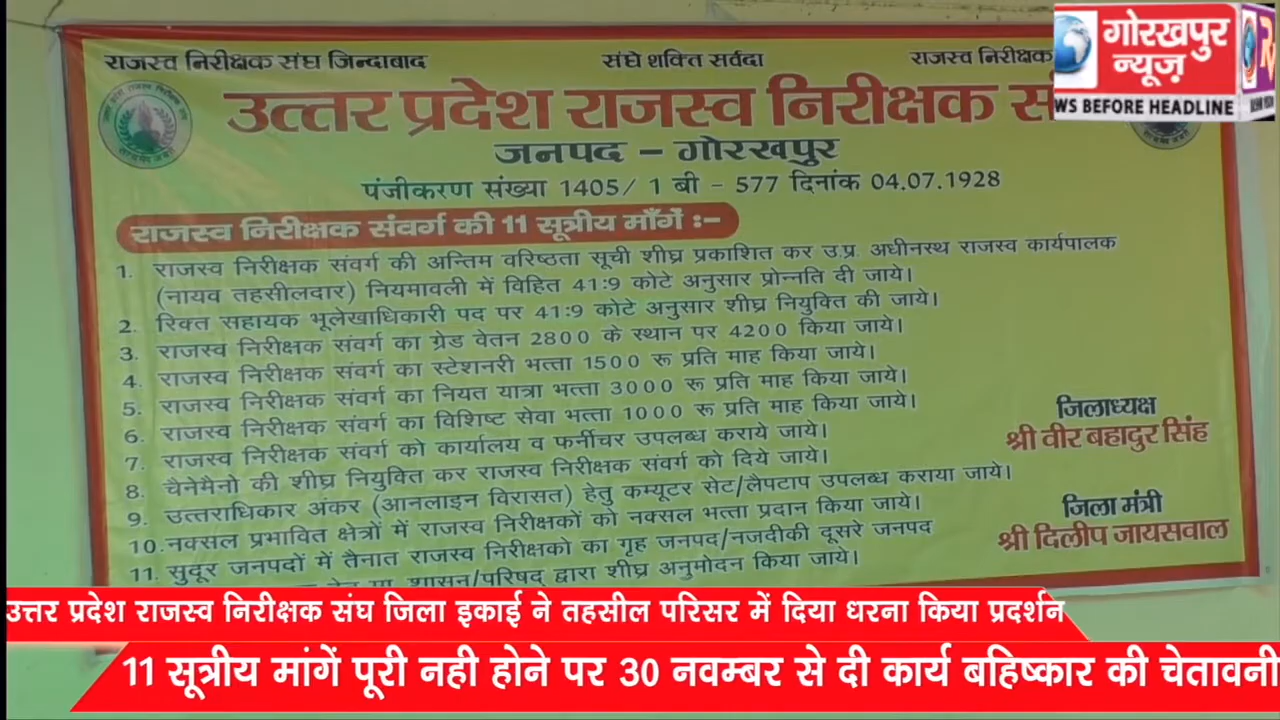 गोरखपुर
न्यूज़
WS BEFORE HEADLINE
राजस्व निरीक्षक संघ जिन्दाबाद
संघे शक्ति सर्वदा
राजस्व निरीक्षक
उत्तर प्रदेश राजस्व निरीक्षक
जनपद – गोरखपुर
पंजीकरण संख्या 1405/ 1 बी – 577 दिनांक 04.07.1928
राजस्व निरीक्षक संवर्ग की 11 सूत्रीय माँगें :–
1. राजस्व निरीक्षक संवर्ग की अन्तिम वरिष्ठता सूची शीघ्र प्रकाशित कर उ.प्र. अधीनस्थ राजस्व कार्यपालक
(नायव तहसीलदार) नियमावली में विहित 41:9 कोटे अनुसार प्रोन्नति दी जाये।
2. रिक्त सहायक भूलेखाधिकारी पद पर 41:9 कोटे अनुसार शीघ्र नियुक्ति की जाये।
3. राजस्व निरीक्षक संवर्ग का ग्रेड वेतन 2800 के स्थान पर 4200 किया जाये।
4. राजस्व निरीक्षक संवर्ग का स्टेशनरी भत्ता 1500 रू प्रति माह किया जाये।
5. राजस्व निरीक्षक संवर्ग का नियत यात्रा भत्ता 3000 रू प्रति माह किया जाये।
6. राजस्व निरीक्षक संवर्ग का विशिष्ट सेवा भत्ता 1000 रू प्रति माह किया जाये।
7. राजस्व निरीक्षक संवर्ग को कार्यालय व फर्नीचर उपलब्ध कराये जाये।
8. चैनेमैनो की शीघ्र नियुक्ति कर राजस्व निरीक्षक संवर्ग को दिये जाये।
9. उत्तराधिकार अंकर (आनलाइन विरासत) हेतु कम्यूटर सेट/लैपटाप उपलब्ध कराया जाये।
10. नक्सल प्रभावित क्षेत्रों में राजस्व निरीक्षकों को नक्सल भत्ता प्रदान किया जाये।
11. सुदूर जनपदों में तैनात राजस्व निरीक्षको का गृह जनपद/नजदीकी दूसरे जनपद
शासन/परिषद् द्वारा शीघ्र अनुमोदन किया जाये।
जिलाध्यक्ष
श्री वीर बहादुर सिंह
जिला मंत्री
श्री दिलीप जायसवाल
उत्तर प्रदेश राजस्व निरीक्षक संघ जिला इकाई ने तहसील परिसर में दिया धरना किया प्रदर्शन
11 सूत्रीय मांगें पूरी नही होने पर 30 नवम्बर से दी कार्य बहिष्कार की चेतावनी